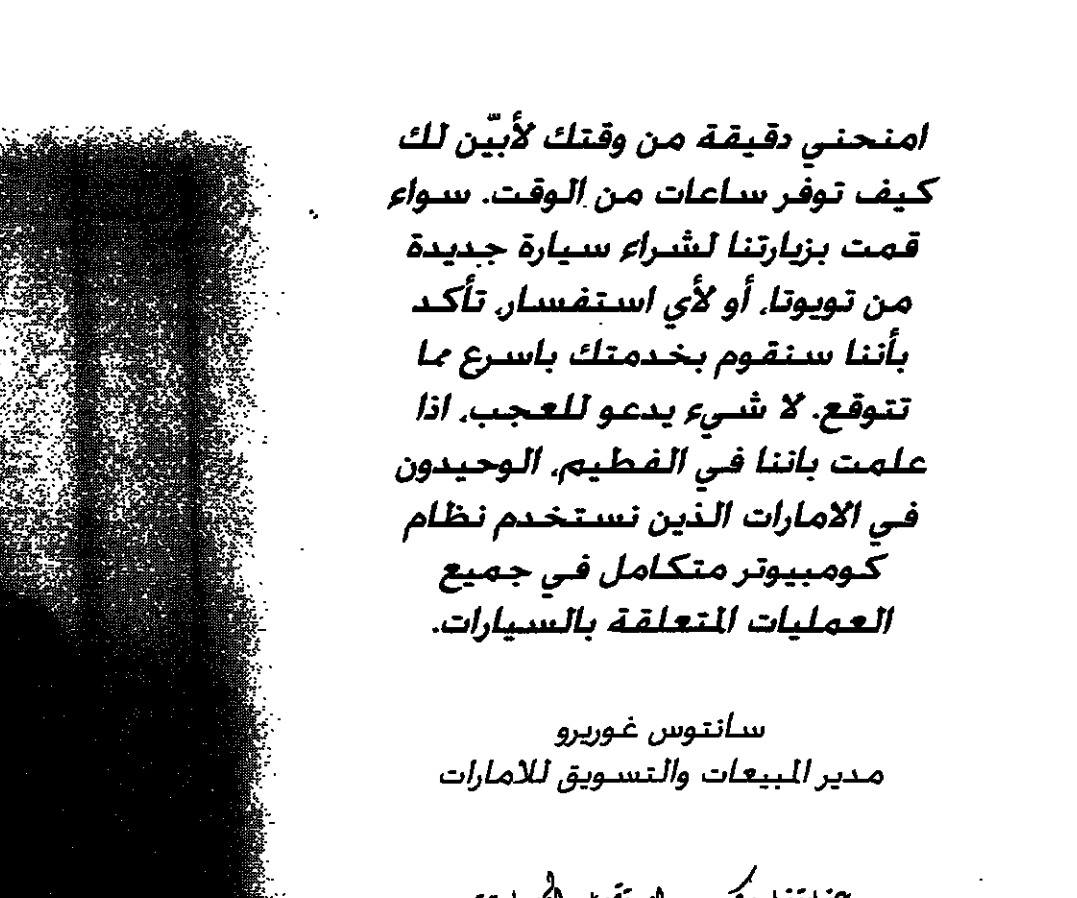 امنحني دقيقة من وقتك لأبيّن لك
كيف توفر ساعات من الوقت. سواء
قمت بزيارتنا لشراء سيارة جديدة
من تويوتا، أو لأي استفسار، تأكد
بأننا سنقوم بخدمتك باسرع مما
تتوقع. لا شيء يدعو للعجب، اذا
علمت باننا في الفطيم، الوحيدون
في الامارات الذين نستخدم نظام
كومبيوتر متكامل في جميع
العمليات المتعلقة بالسيارات.
سانتوس غوريرو
مدير المبيعات والتسويق للامارات